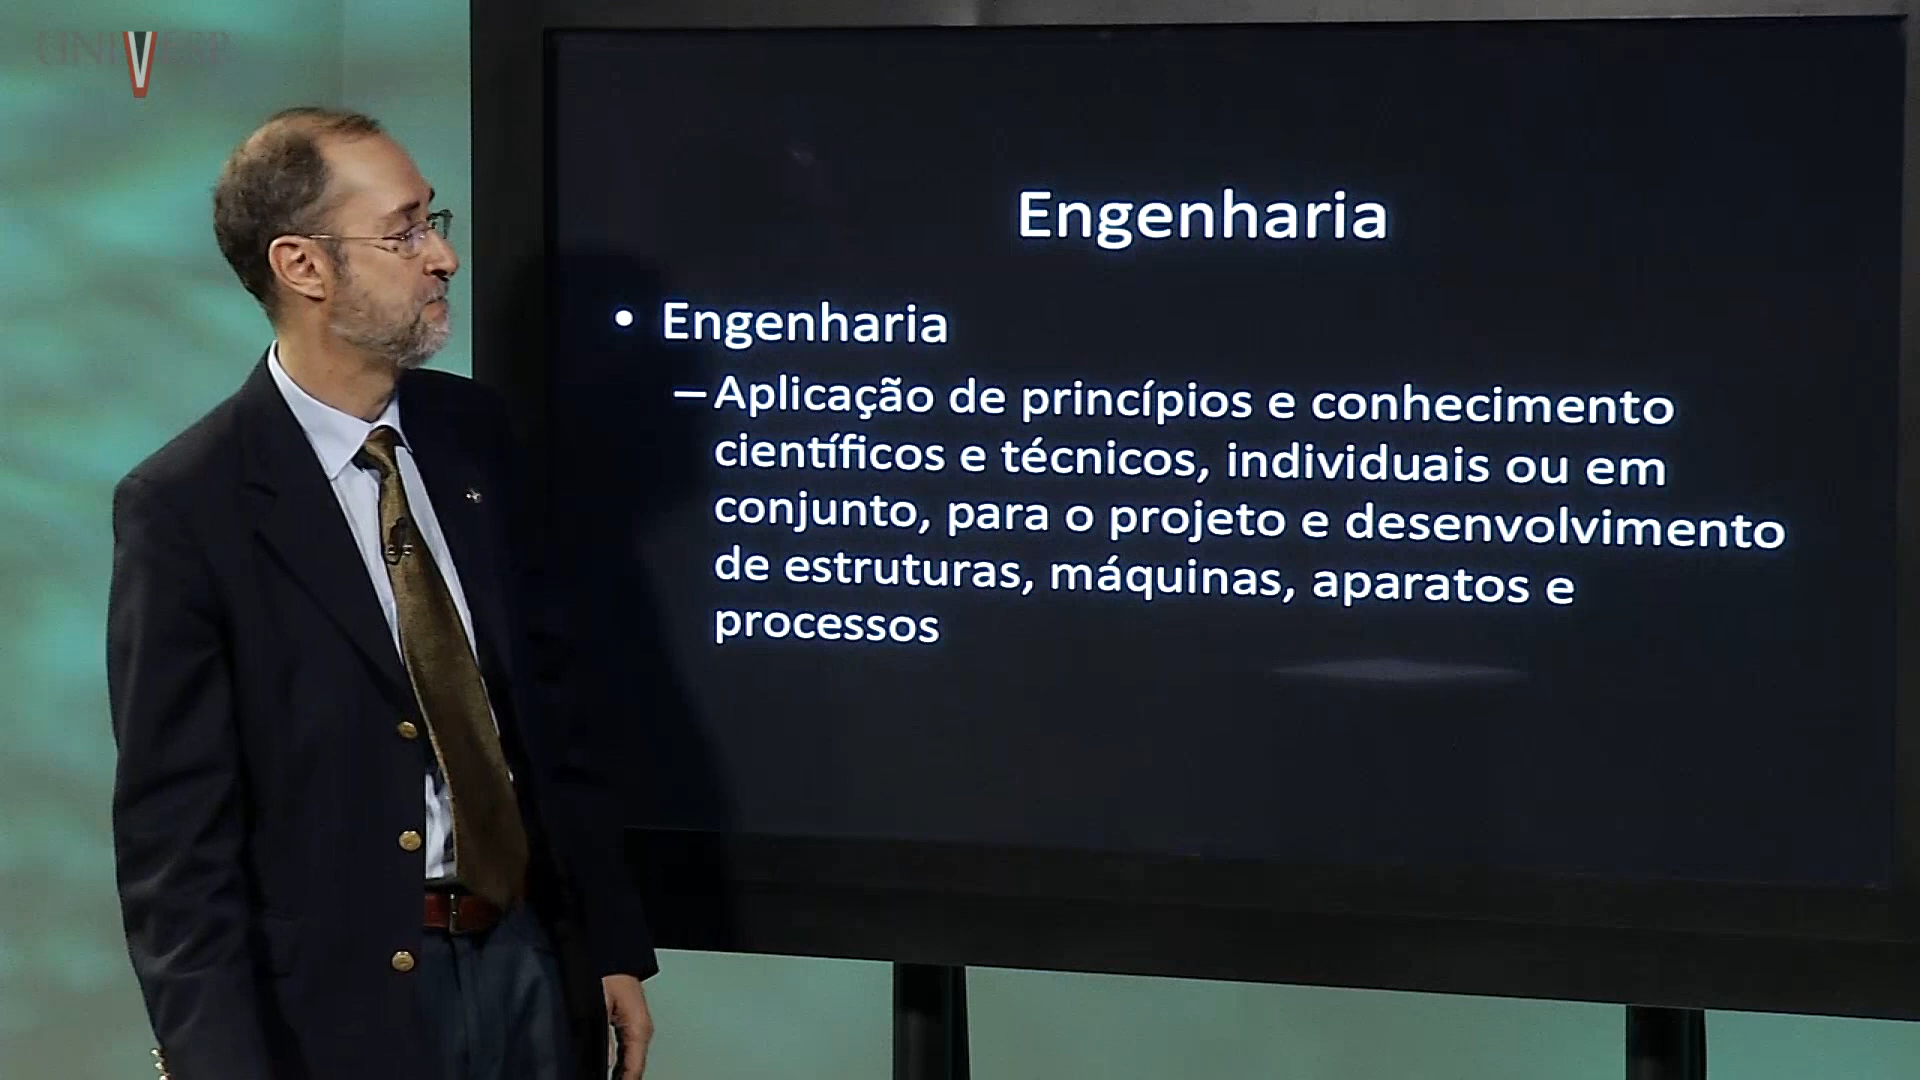 UNIVESP
Engenharia
• Engenharia
– Aplicação de princípios e conhecimento
científicos e técnicos, individuais ou em
conjunto, para o projeto e desenvolvimento
de estruturas, máquinas, aparatos e
processos